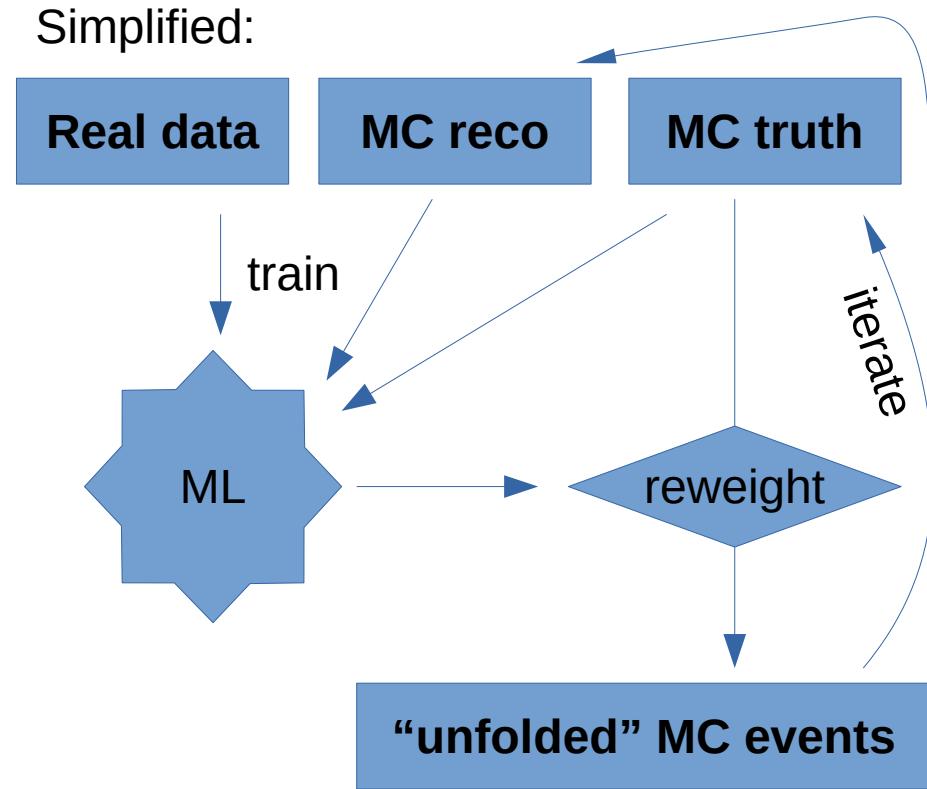 Simplified:
Real data
MC reco
MC truth
train
iterate
ML
reweight
“unfolded” MC events